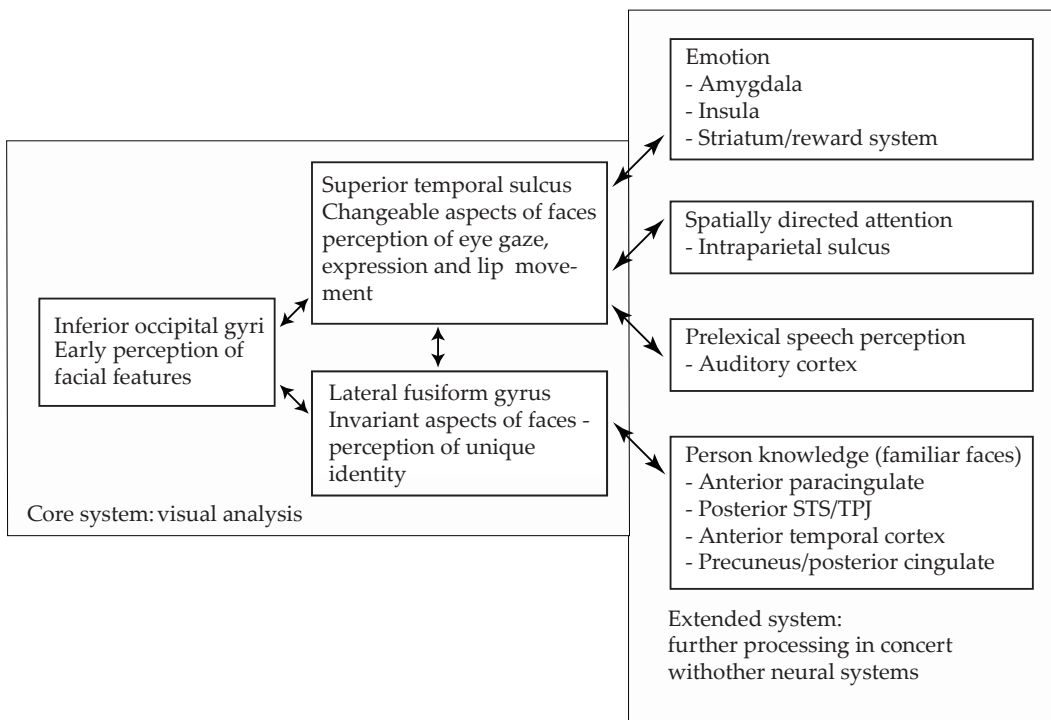 Emotion
- Amygdala
- Insula
- Striatum/reward system
Superior temporal sulcus
Changeable aspects of faces
perception of eye gaze,
expression and lip move-
ment
Spatially directed attention
- Intraparietal sulcus
Inferior occipital gyri
Early perception of
facial features
Prelexical speech perception
- Auditory cortex
Lateral fusiform gyrus
Invariant aspects of faces -
perception of unique
identity
Person knowledge (familiar faces)
- Anterior paracingulate
- Posterior STS/TPJ
- Anterior temporal cortex
- Precuneus/posterior cingulate
Core system: visual analysis
Extended system:
further processing in concert
withother neural systems